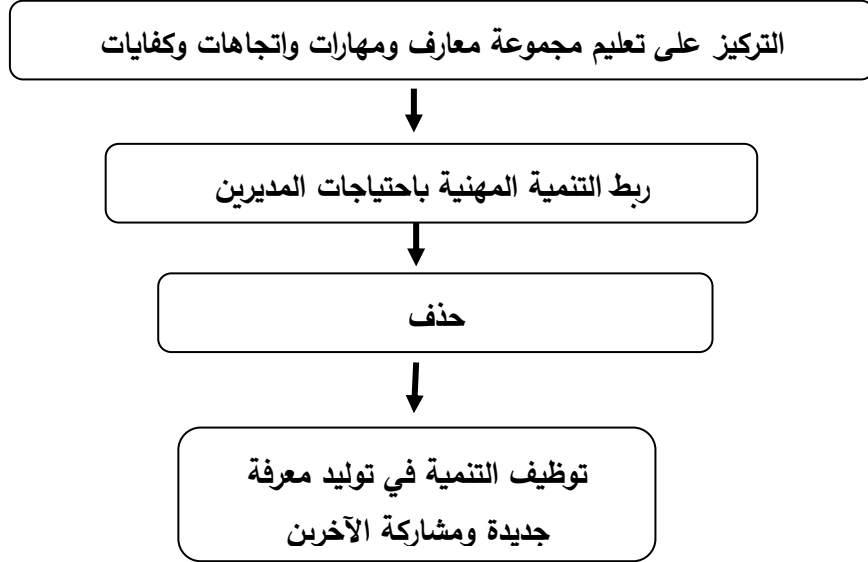 التركيز على تعليم مجموعة معارف ومهارات واتجاهات وكفايات
ربط التنمية المهنية باحتياجات المديرين
حذف
توظيف التنمية في توليد معرفة
جديدة ومشاركة الآخرين